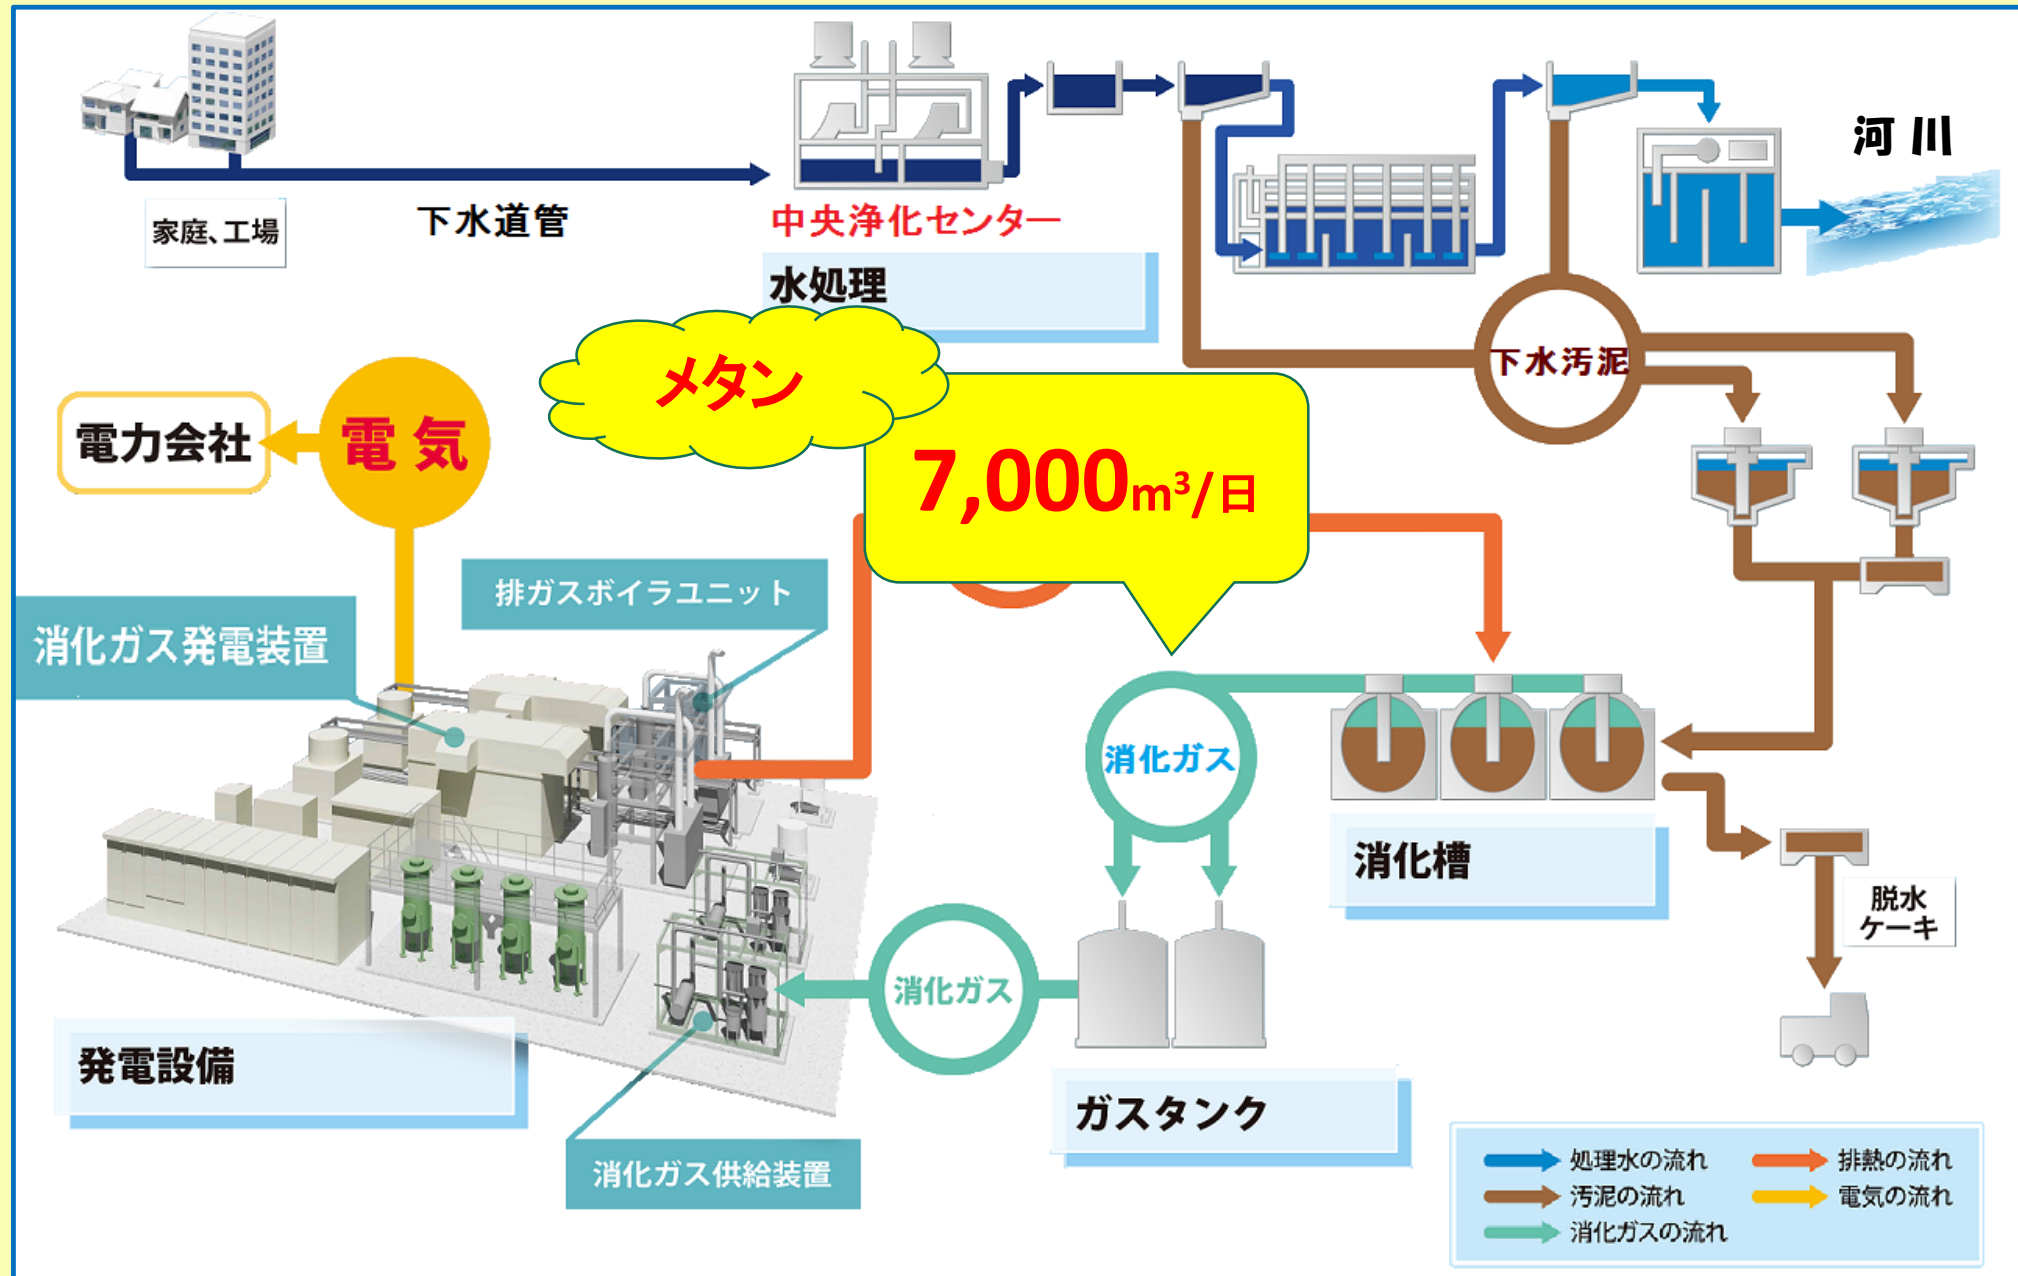 家庭、工場
下水道管
中央浄化センター
水処理
河川
下水汚泥
メタン
7,000m³/日
電力会社
電気
排ガスボイラユニット
消化ガス発電装置
消化ガス
消化槽
脱水
ケーキ
消化ガス
発電設備
ガスタンク
消化ガス供給装置
処理水の流れ
排熱の流れ
汚泥の流れ
電気の流れ
消化ガスの流れ